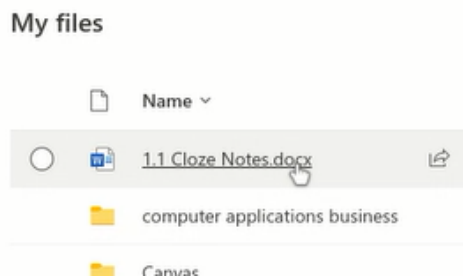 My files
Name
1.1 Cloze Notes.docx
computer applications business
Canvas